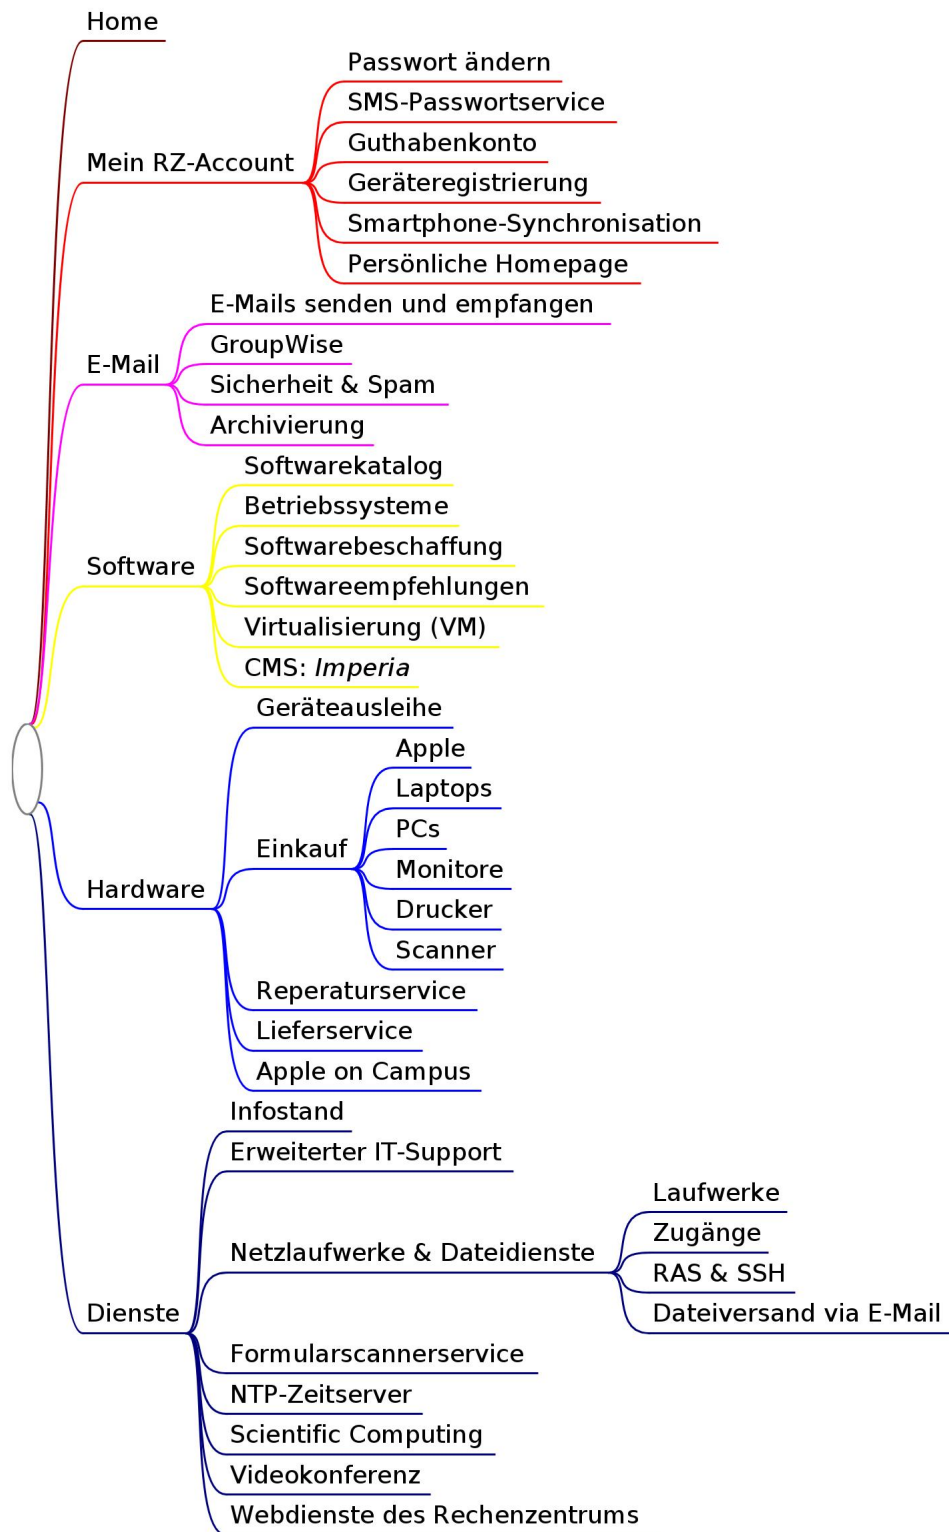 Home
Mein RZ-Account
Passwort ändern
SMS-Passwortservice
Guthabenkonto
Geräteregistrierung
Smartphone-Synchronisation
Persönliche Homepage
E-Mail
E-Mails senden und empfangen
GroupWise
Sicherheit & Spam
Archivierung
Software
Softwarekatalog
Betriebssysteme
Softwarebeschaffung
Softwareempfehlungen
Virtualisierung (VM)
CMS: Imperia
Hardware
Geräteausleihe
Einkauf
Apple
Laptops
PCs
Monitore
Drucker
Scanner
Reperaturservice
Lieferservice
Apple on Campus
Dienste
Infostand
Erweiterter IT-Support
Netzlaufwerke & Dateidienste
Laufwerke
Zugänge
RAS & SSH
Dateiversand via E-Mail
Formularscannerservice
NTP-Zeitserver
Scientific Computing
Videokonferenz
Webdienste des Rechenzentrums